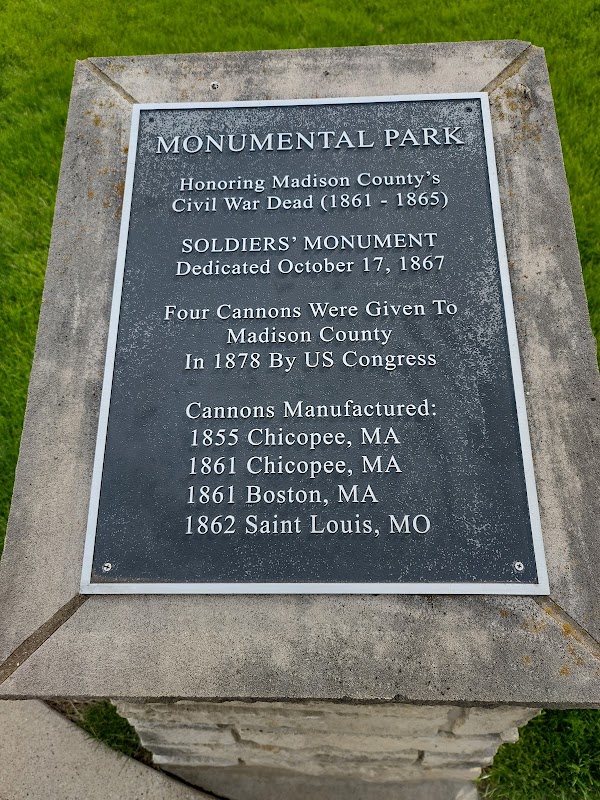 MONUMENTAL PARK
Honoring Madison County's
Civil War Dead (1861 - 1865)
SOLDIERS' MONUMENT
Dedicated October 17, 1867
Four Cannons Were Given To
Madison County
In 1878 By US Congress
Cannons Manufactured:
1855 Chicopee, MA
1861 Chicopee, MA
1861 Boston, MA
1862 Saint Louis, MO